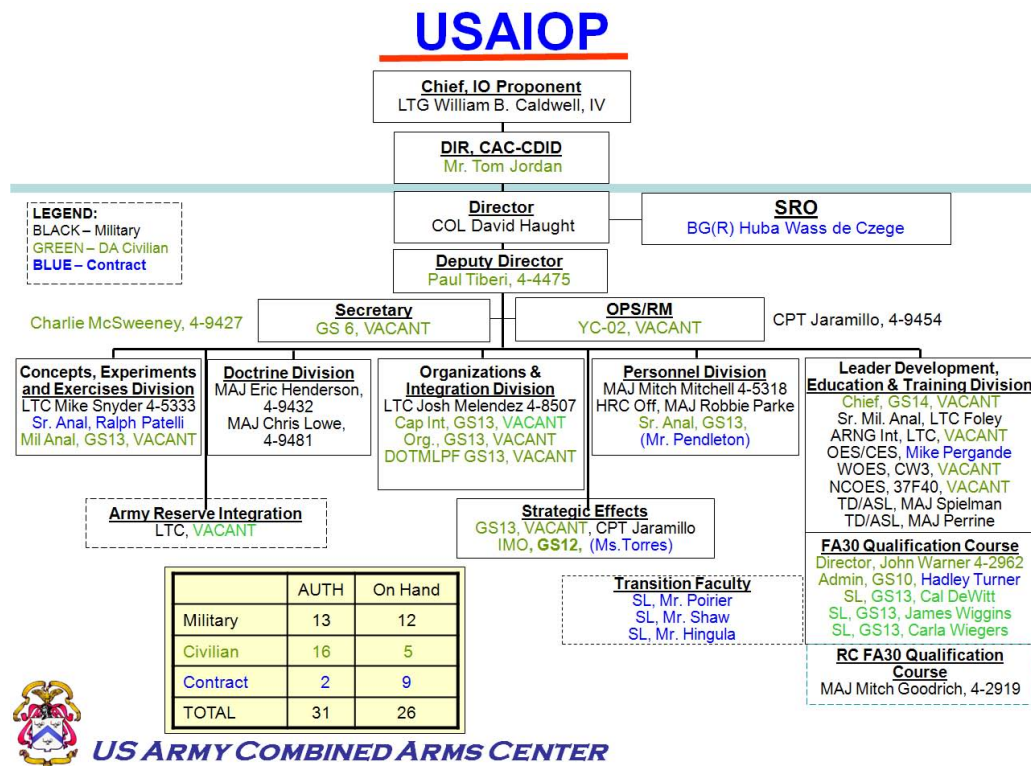 USAIOP
Chief, IO Proponent
LTG William B. Caldwell, IV
DIR, CAC-CDID
Mr. Tom Jordan
LEGEND:
BLACK – Military
GREEN – DA Civilian
BLUE – Contract
Director
COL David Haught
SRO
BG(R) Huba Wass de Czege
Deputy Director
Paul Tiberi, 4-4475
Charlie McSweeney, 4-9427
Secretary
GS 6, VACANT
OPS/RM
YC-02, VACANT
CPT Jaramillo, 4-9454
Concepts, Experiments
and Exercises Division
LTC Mike Snyder 4-5333
Sr. Anal, Ralph Patelli
Mil Anal, GS13, VACANT
Doctrine Division
MAJ Eric Henderson,
4-9432
MAJ Chris Lowe,
4-9481
Organizations &
Integration Division
LTC Josh Melendez 4-8507
Cap Int, GS13, VACANT
Org., GS13, VACANT
DOTMLPF GS13, VACANT
Personnel Division
MAJ Mitch Mitchell 4-5318
HRC Off, MAJ Robbie Parke
Sr. Anal, GS13,
(Mr. Pendleton)
Leader Development,
Education & Training Division
Chief, GS14, VACANT
Sr. Mil. Anal, LTC Foley
ARNG Int, LTC, VACANT
OES/CES, Mike Pergande
WOES, CW3, VACANT
NCOES, 37F40, VACANT
TD/ASL, MAJ Spielman
TD/ASL, MAJ Perrine
Army Reserve Integration
LTC, VACANT
Strategic Effects
GS13, VACANT, CPT Jaramillo
IMO, GS12, (Ms.Torres)
FA30 Qualification Course
Director, John Warner 4-2962
Admin, GS10, Hadley Turner
SL, GS13, Cal DeWitt
SL, GS13, James Wiggins
SL, GS13, Carla Wiegers
Transition Faculty
SL, Mr. Poirier
SL, Mr. Shaw
SL, Mr. Hingula
RC FA30 Qualification
Course
MAJ Mitch Goodrich, 4-2919
AUTH On Hand
Military 13 12
Civilian 16 5
Contract 2 9
TOTAL 31 26
US ARMY COMBINED ARMS CENTER